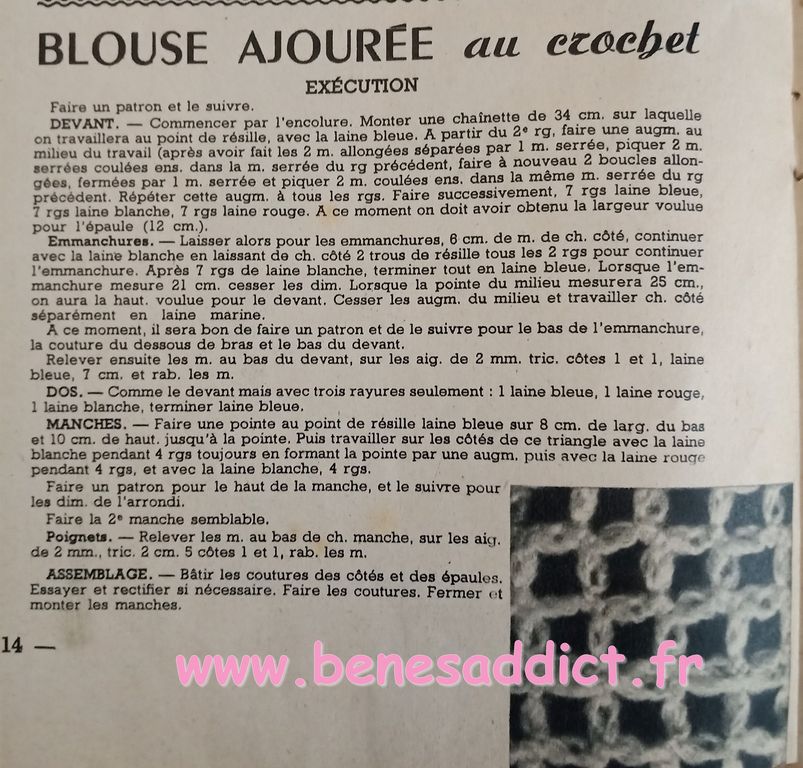 BLOUSE AJOURÉE au crochet
EXÉCUTION
Faire un patron et le suivre.
DEVANT. — Commencer par l'encolure. Monter une chaînette de 34 cm. sur laquelle
on travaillera au point de résille, avec la laine bleue. A partir du 2e rg, faire une augm. au
milieu du travail (après avoir fait les 2 m. allongées séparées par 1 m. serrée, piquer 2 m.
serrées coulées ens. dans la m. serrée du rg précédent, faire à nouveau 2 boucles allon-
gées, fermées par 1 m. serrée et piquer 2 m. coulées ens. dans la même m. serrée du rg
précédent. Répéter cette augm. à tous les rgs. Faire successivement, 7 rgs laine bleue,
7 rgs laine blanche, 7 rgs laine rouge. A ce moment on doit avoir obtenu la largeur voulue
pour l'épaule (12 cm.).
Emmanchures. — Laisser alors pour les emmanchures, 6 cm. de m. de ch. côté, continuer
avec la laine blanche en laissant de ch. côté 2 trous de résille tous les 2 rgs pour continuer
l'emmanchure. Après 7 rgs de laine blanche, terminer tout en laine bleue. Lorsque l'em-
manchure mesure 21 cm. cesser les dim. Lorsque la pointe du milieu mesurera 25 cm.,
on aura la haut. voulue pour le devant. Cesser les augm. du milieu et travailler ch. côté
séparément en laine marine.
A ce moment, il sera bon de faire un patron et de le suivre pour le bas de l'emmanchure,
la couture du dessous de bras et le bas du devant.
Relever ensuite les m. au bas du devant, sur les aig. de 2 mm. tric. côtes 1 et 1, laine
bleue, 7 cm. et rab. les m.
DOS. — Comme le devant mais avec trois rayures seulement : 1 laine bleue, 1 laine rouge,
1 laine blanche, terminer laine bleue.
MANCHES. — Faire une pointe au point de résille laine bleue sur 8 cm. de larg. du bas
et 10 cm. de haut. jusqu'à la pointe. Puis travailler sur les côtés de ce triangle avec la laine
blanche pendant 4 rgs toujours en formant la pointe par une augm. puis avec la laine rouge
pendant 4 rgs, et avec la laine blanche, 4 rgs.
Faire un patron pour le haut de la manche, et le suivre pour
les dim. de l'arrondi.
Faire la 2e manche semblable.
Poignets. — Relever les m. au bas de ch. manche, sur les aig.
de 2 mm., tric. 2 cm. 5 côtes 1 et 1, rab. les m.
ASSEMBLAGE. — Bâtir les coutures des côtés et des épaules.
Essayer et rectifier si nécessaire. Faire les coutures. Fermer et
monter les manches.
14 —
www.benesaddict.fr